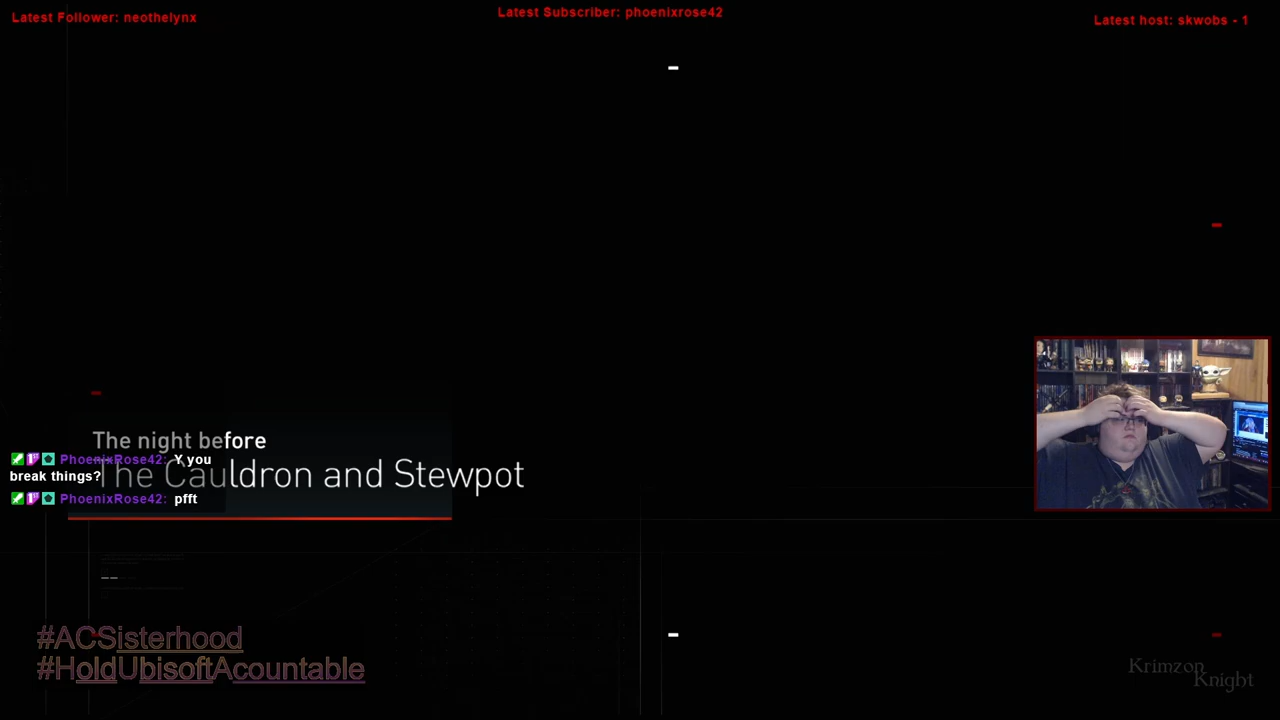 Latest Follower: neothelynx
Latest Subscriber: phoenixrose42
Latest host: skwobs - 1
The night before
PhoenixRose42: Y you
break things?
The Cauldron and Stewpot
PhoenixRose42: pfft
#ACSisterhood
#HoldUbisoftAcountable
Krimzon
Knight